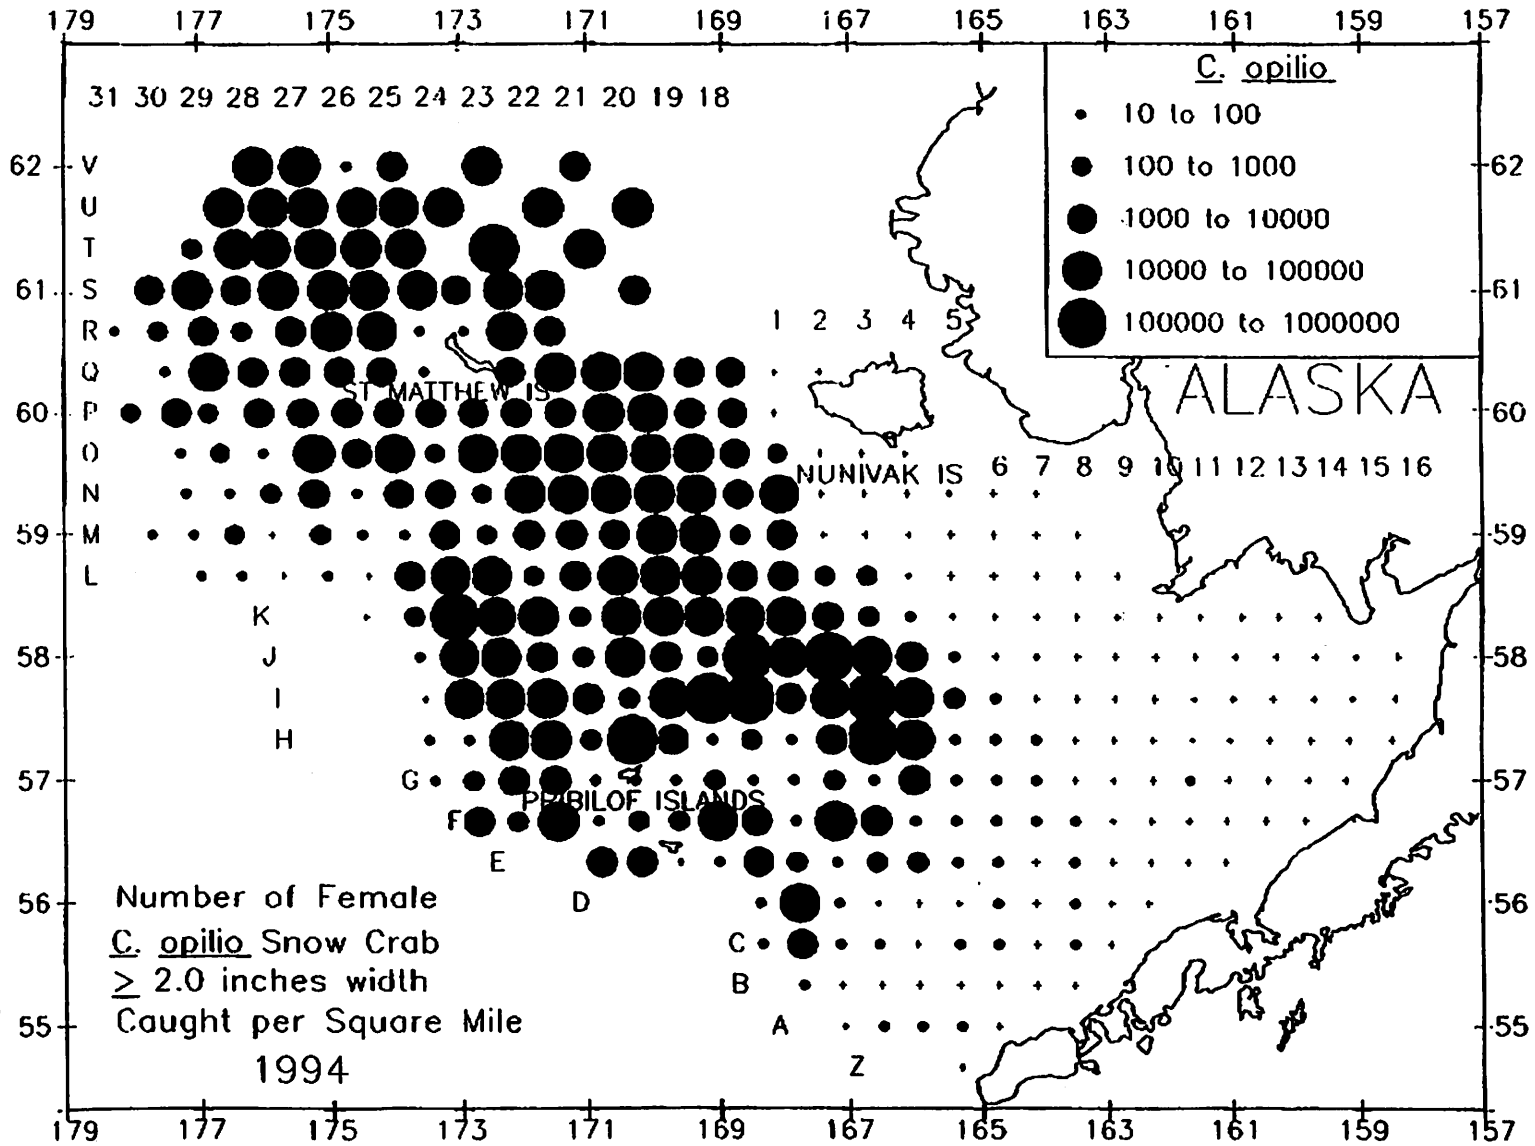 179 177 175 173 171 169 167 165 163 161 159 157
C. opilio
31 30 29 28 27 26 25 24 23 22 21 20 19 18
10 to 100
62 V 100 to 1000 62
U 1000 to 10000
T 10000 to 100000
61 S 61
R 1 2 3 4 5 100000 to 1000000
Q ALASKA
ST MATTHEW IS
60 P 60
O NUNIVAK IS 6 7 8 9 10 11 12 13 14 15 16
N
59 M 59
L
K
58 J 58
I
H
57 G 57
PRIBILOF ISLANDS
F
E
Number of Female
56 D 56
C. opilio Snow Crab C
≥ 2.0 inches width B
55 Caught per Square Mile A 55
1994 Z
179 177 175 173 171 169 167 165 163 161 159 157